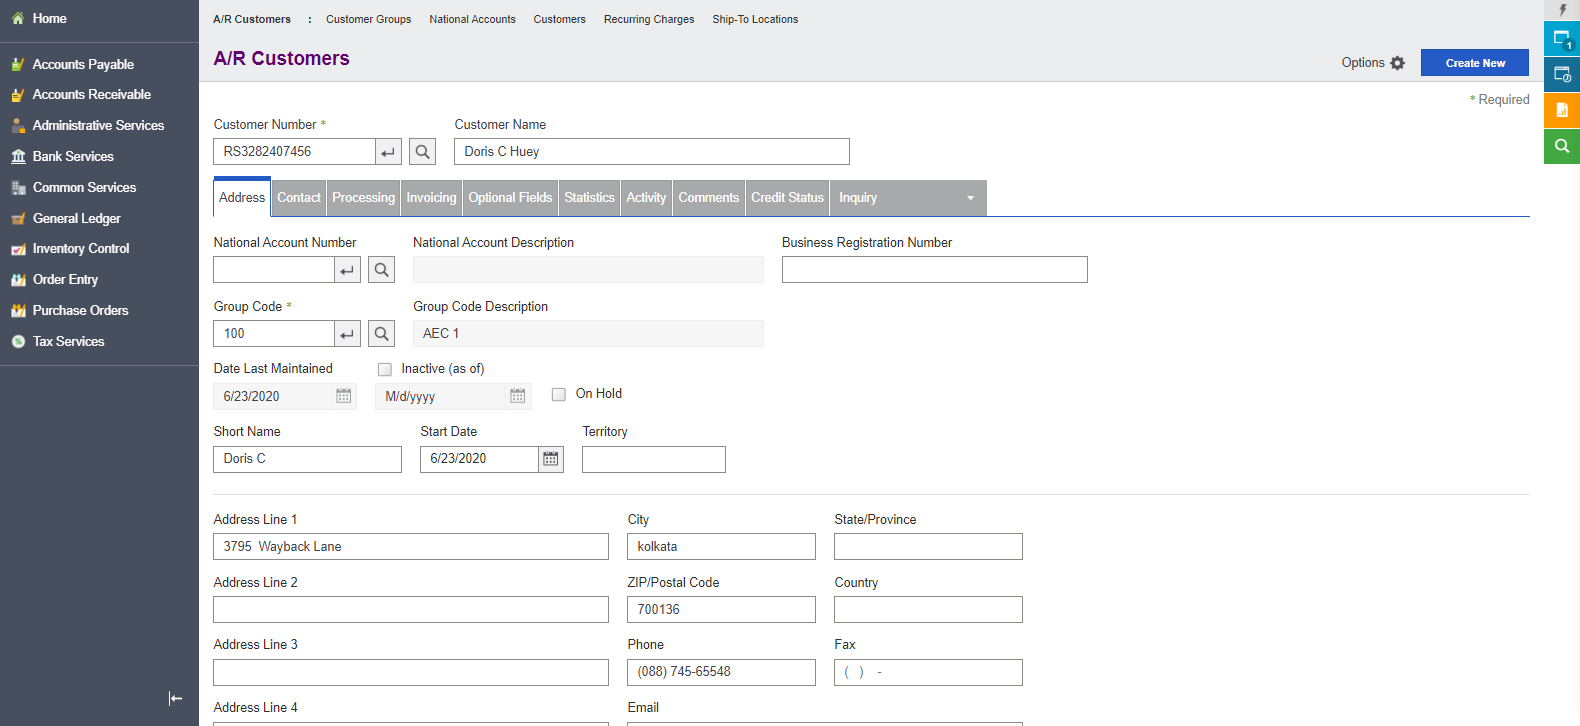 Home
Accounts Payable
Accounts Receivable
Administrative Services
Bank Services
Common Services
General Ledger
Inventory Control
Order Entry
Purchase Orders
Tax Services
A/R Customers : Customer Groups National Accounts Customers Recurring Charges Ship-To Locations
A/R Customers
Options Create New
1
* Required
Customer Number * Customer Name
RS3282407456 Doris C Huey
Address Contact Processing Invoicing Optional Fields Statistics Activity Comments Credit Status Inquiry
National Account Number National Account Description Business Registration Number
Group Code * Group Code Description
100 AEC 1
Date Last Maintained Inactive (as of)
6/23/2020 M/d/yyyy On Hold
Short Name Start Date Territory
Doris C 6/23/2020
Address Line 1 City State/Province
3795 Wayback Lane kolkata
Address Line 2 ZIP/Postal Code Country
700136
Address Line 3 Phone Fax
(088) 745-65548 ( ) -
Address Line 4 Email